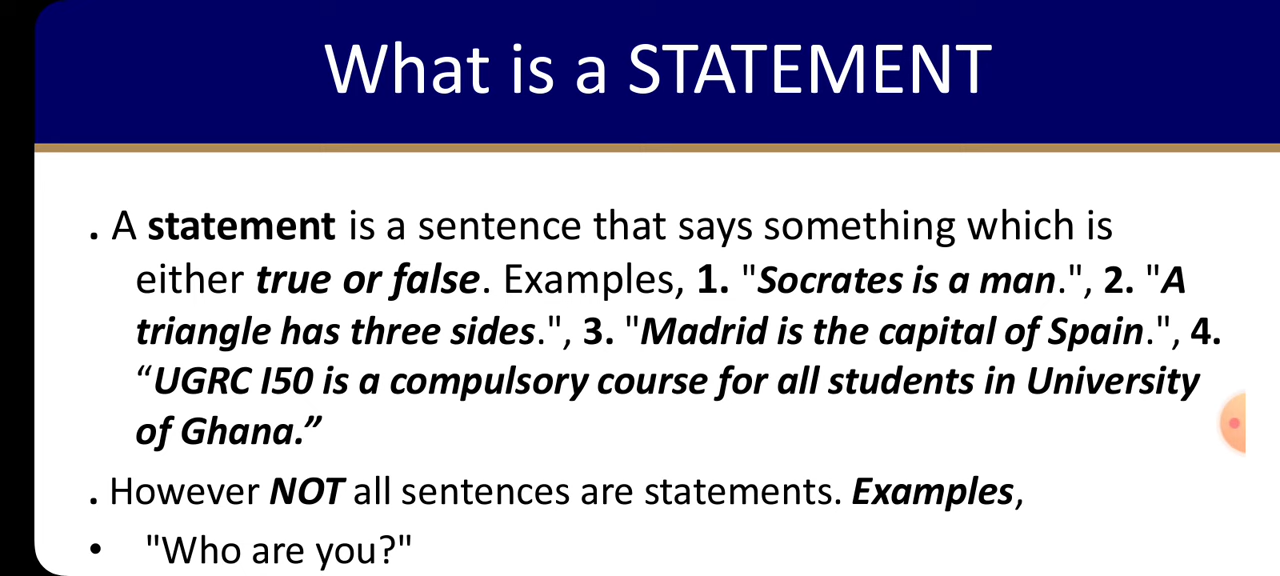 What is a STATEMENT
. A statement is a sentence that says something which is
either true or false. Examples, 1. "Socrates is a man.", 2. "A
triangle has three sides.", 3. "Madrid is the capital of Spain.", 4.
“UGRC I50 is a compulsory course for all students in University
of Ghana.”
. However NOT all sentences are statements. Examples,
• "Who are you?"